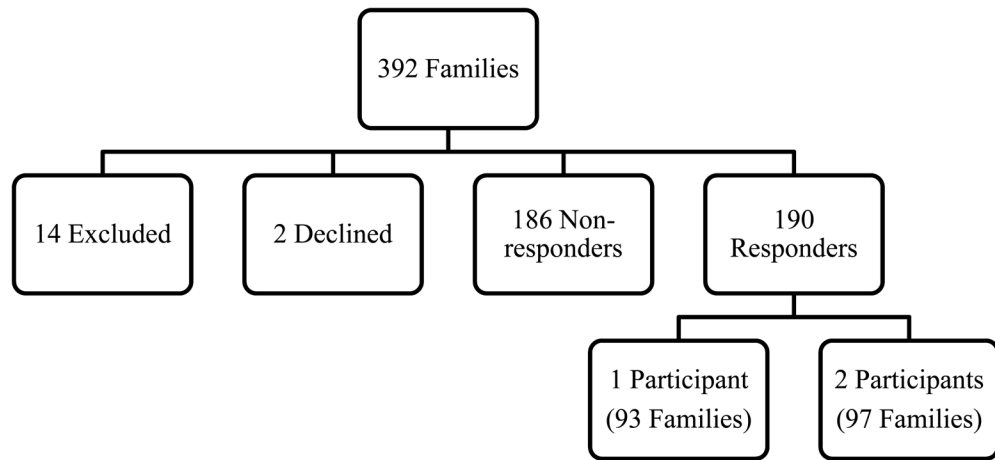 392 Families
14 Excluded
2 Declined
186 Non-
responders
190
Responders
1 Participant
(93 Families)
2 Participants
(97 Families)